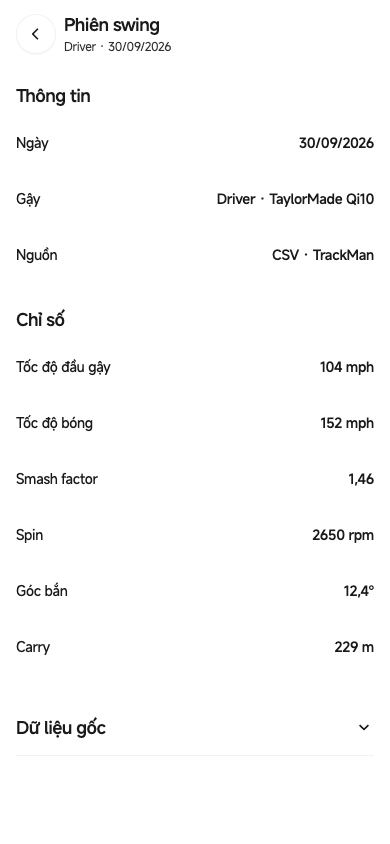 Phiên swing
Driver · 30/09/2026
Thông tin
Ngày 30/09/2026
Gậy Driver · TaylorMade Qi10
Nguồn CSV · TrackMan
Chỉ số
Tốc độ đầu gậy 104 mph
Tốc độ bóng 152 mph
Smash factor 1,46
Spin 2650 rpm
Góc bắn 12,4°
Carry 229 m
Dữ liệu gốc